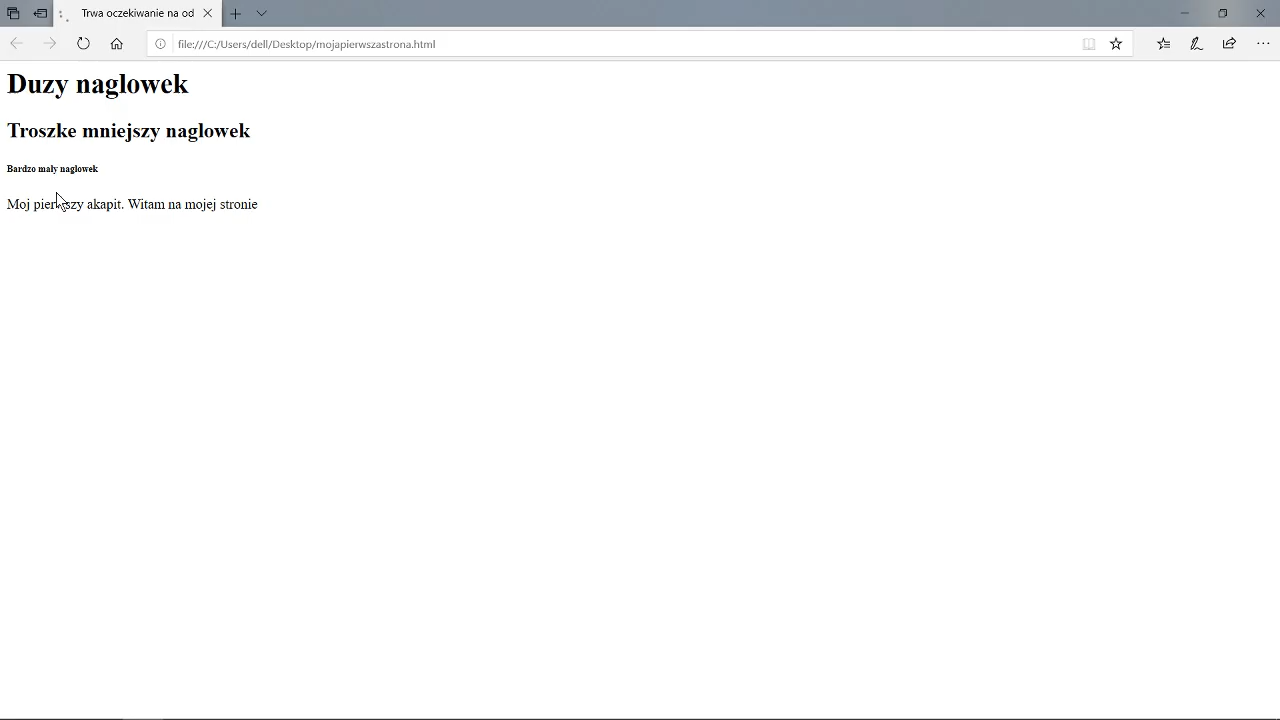 Trwa oczekiwanie na od
file:///C:/Users/dell/Desktop/mojapierwszastrona.html
Duzy naglowek
Troszke mniejszy naglowek
Bardzo maly naglowek
Moj pierwszy akapit. Witam na mojej stronie